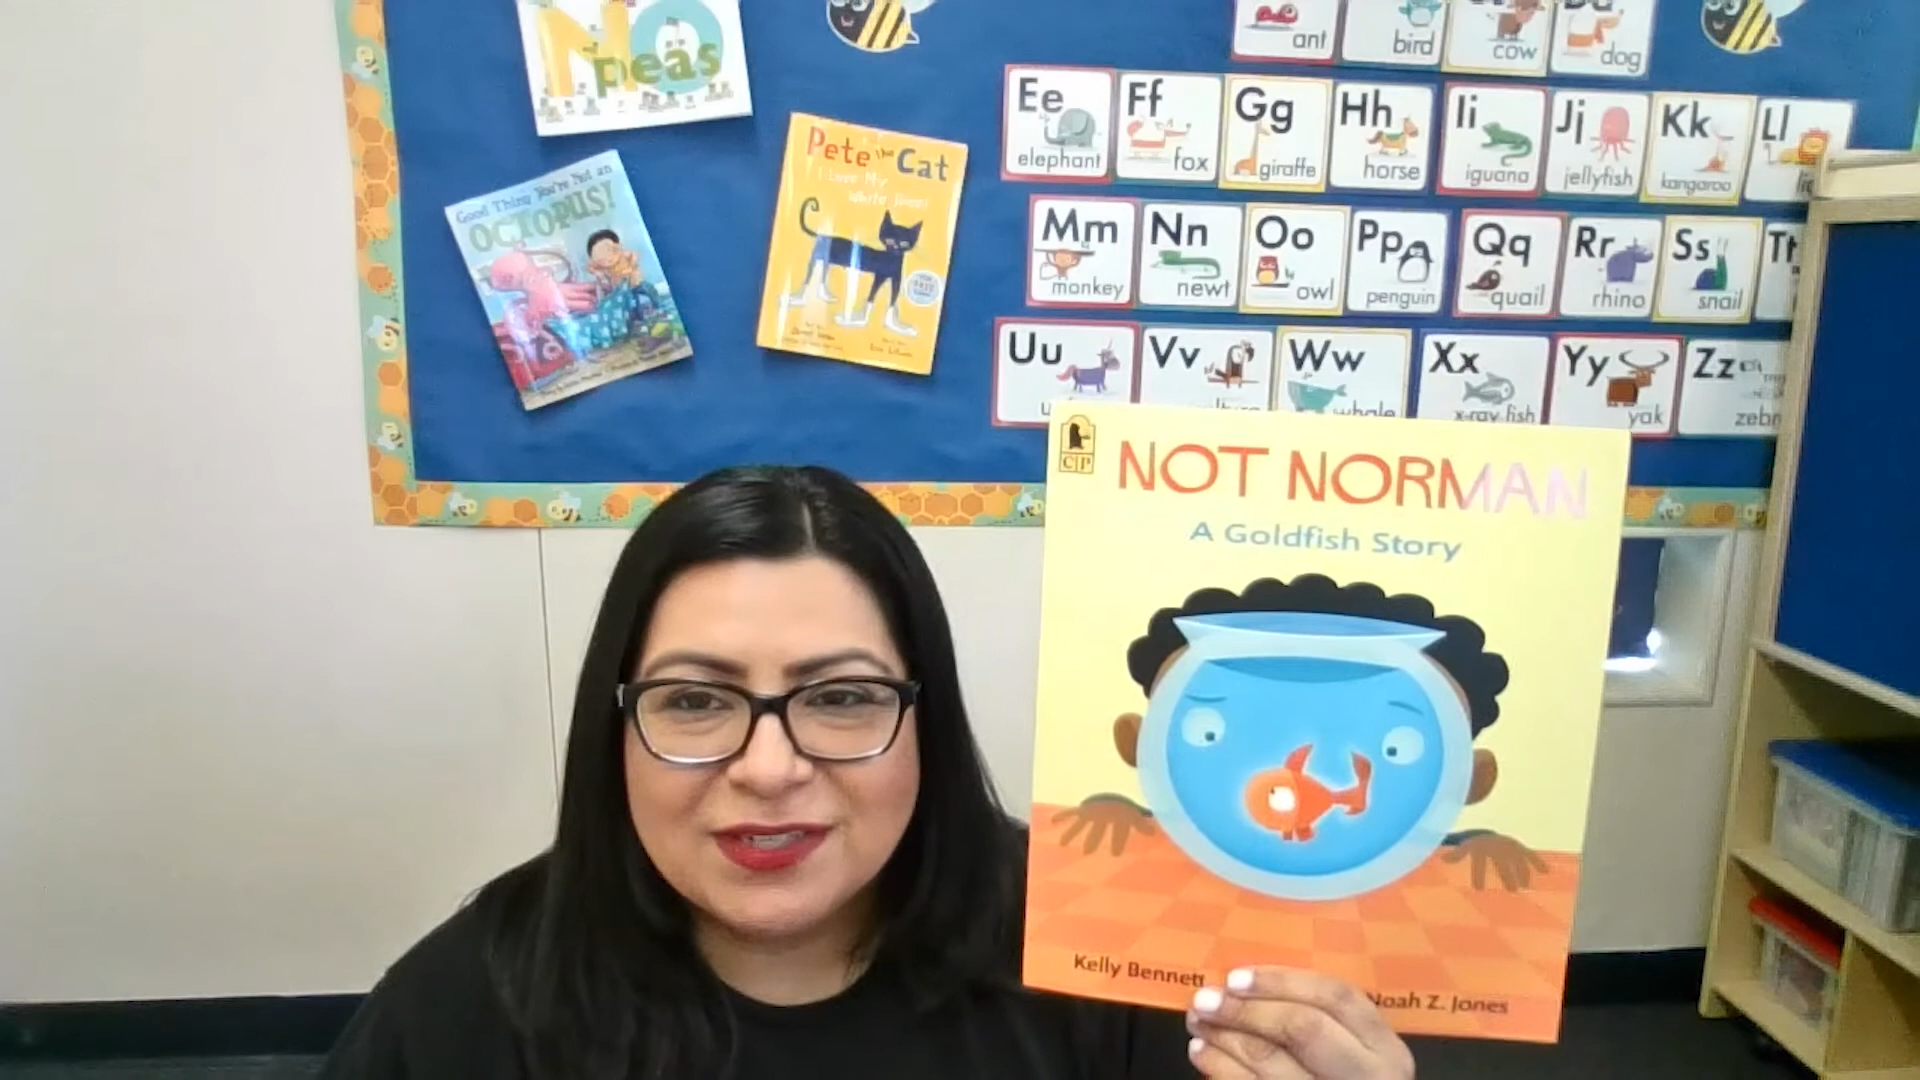 NO
peas
Good Thing You're Not an
OCTOPUS!
Pete the Cat
I Love My
White Shoes
ant
bird
cow
dog
Ee
elephant
Ff
fox
Gg
giraffe
Hh
horse
Ii
iguana
Jj
jellyfish
Kk
kangaroo
Ll
Mm
monkey
Nn
newt
Oo
owl
Pp
penguin
Qq
quail
Rr
rhino
Ss
snail
Tt
Uu
Vv
Ww
whale
Xx
x-ray fish
Yy
yak
Zz
zebr
CP
NOT NORMAN
A Goldfish Story
Kelly Bennett
Noah Z. Jones